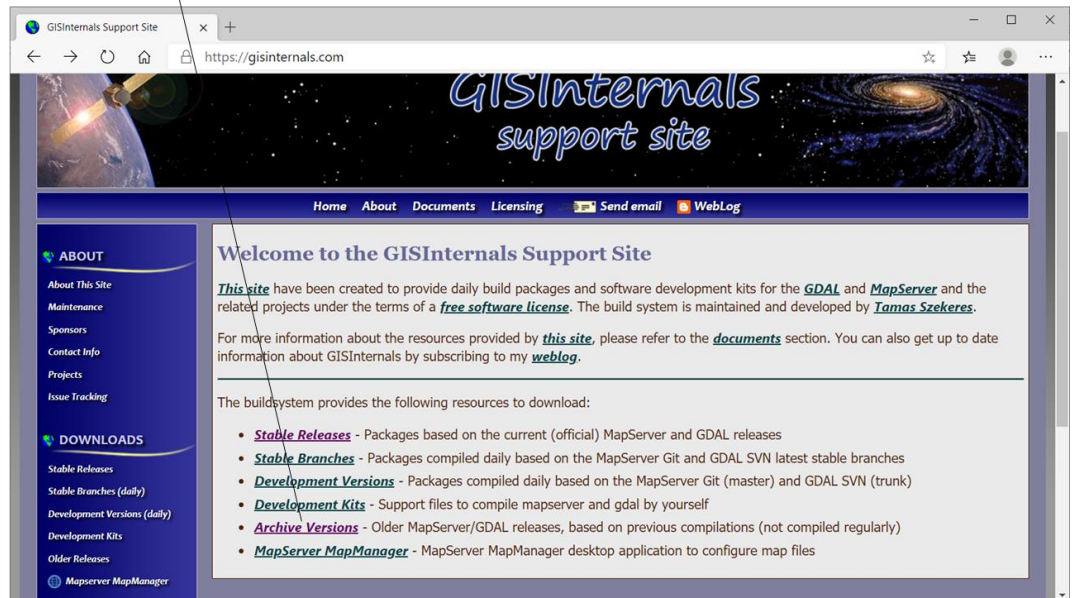 GISInternals Support Site
https://gisinternals.com
GISInternals
support site
Home About Documents Licensing Send email WebLog
ABOUT
About This Site
Maintenance
Sponsors
Contact Info
Projects
Issue Tracking
DOWNLOADS
Stable Releases
Stable Branches (daily)
Development Versions (daily)
Development Kits
Older Releases
Mapserver MapManager
Welcome to the GISInternals Support Site
This site have been created to provide daily build packages and software development kits for the GDAL and MapServer and the
related projects under the terms of a free software license. The build system is maintained and developed by Tamas Szekeres.
For more information about the resources provided by this site, please refer to the documents section. You can also get up to date
information about GISInternals by subscribing to my weblog.
The buildsystem provides the following resources to download:
• Stable Releases - Packages based on the current (official) MapServer and GDAL releases
• Stable Branches - Packages compiled daily based on the MapServer Git and GDAL SVN latest stable branches
• Development Versions - Packages compiled daily based on the MapServer Git (master) and GDAL SVN (trunk)
• Development Kits - Support files to compile mapserver and gdal by yourself
• Archive Versions - Older MapServer/GDAL releases, based on previous compilations (not compiled regularly)
• MapServer MapManager - MapServer MapManager desktop application to configure map files